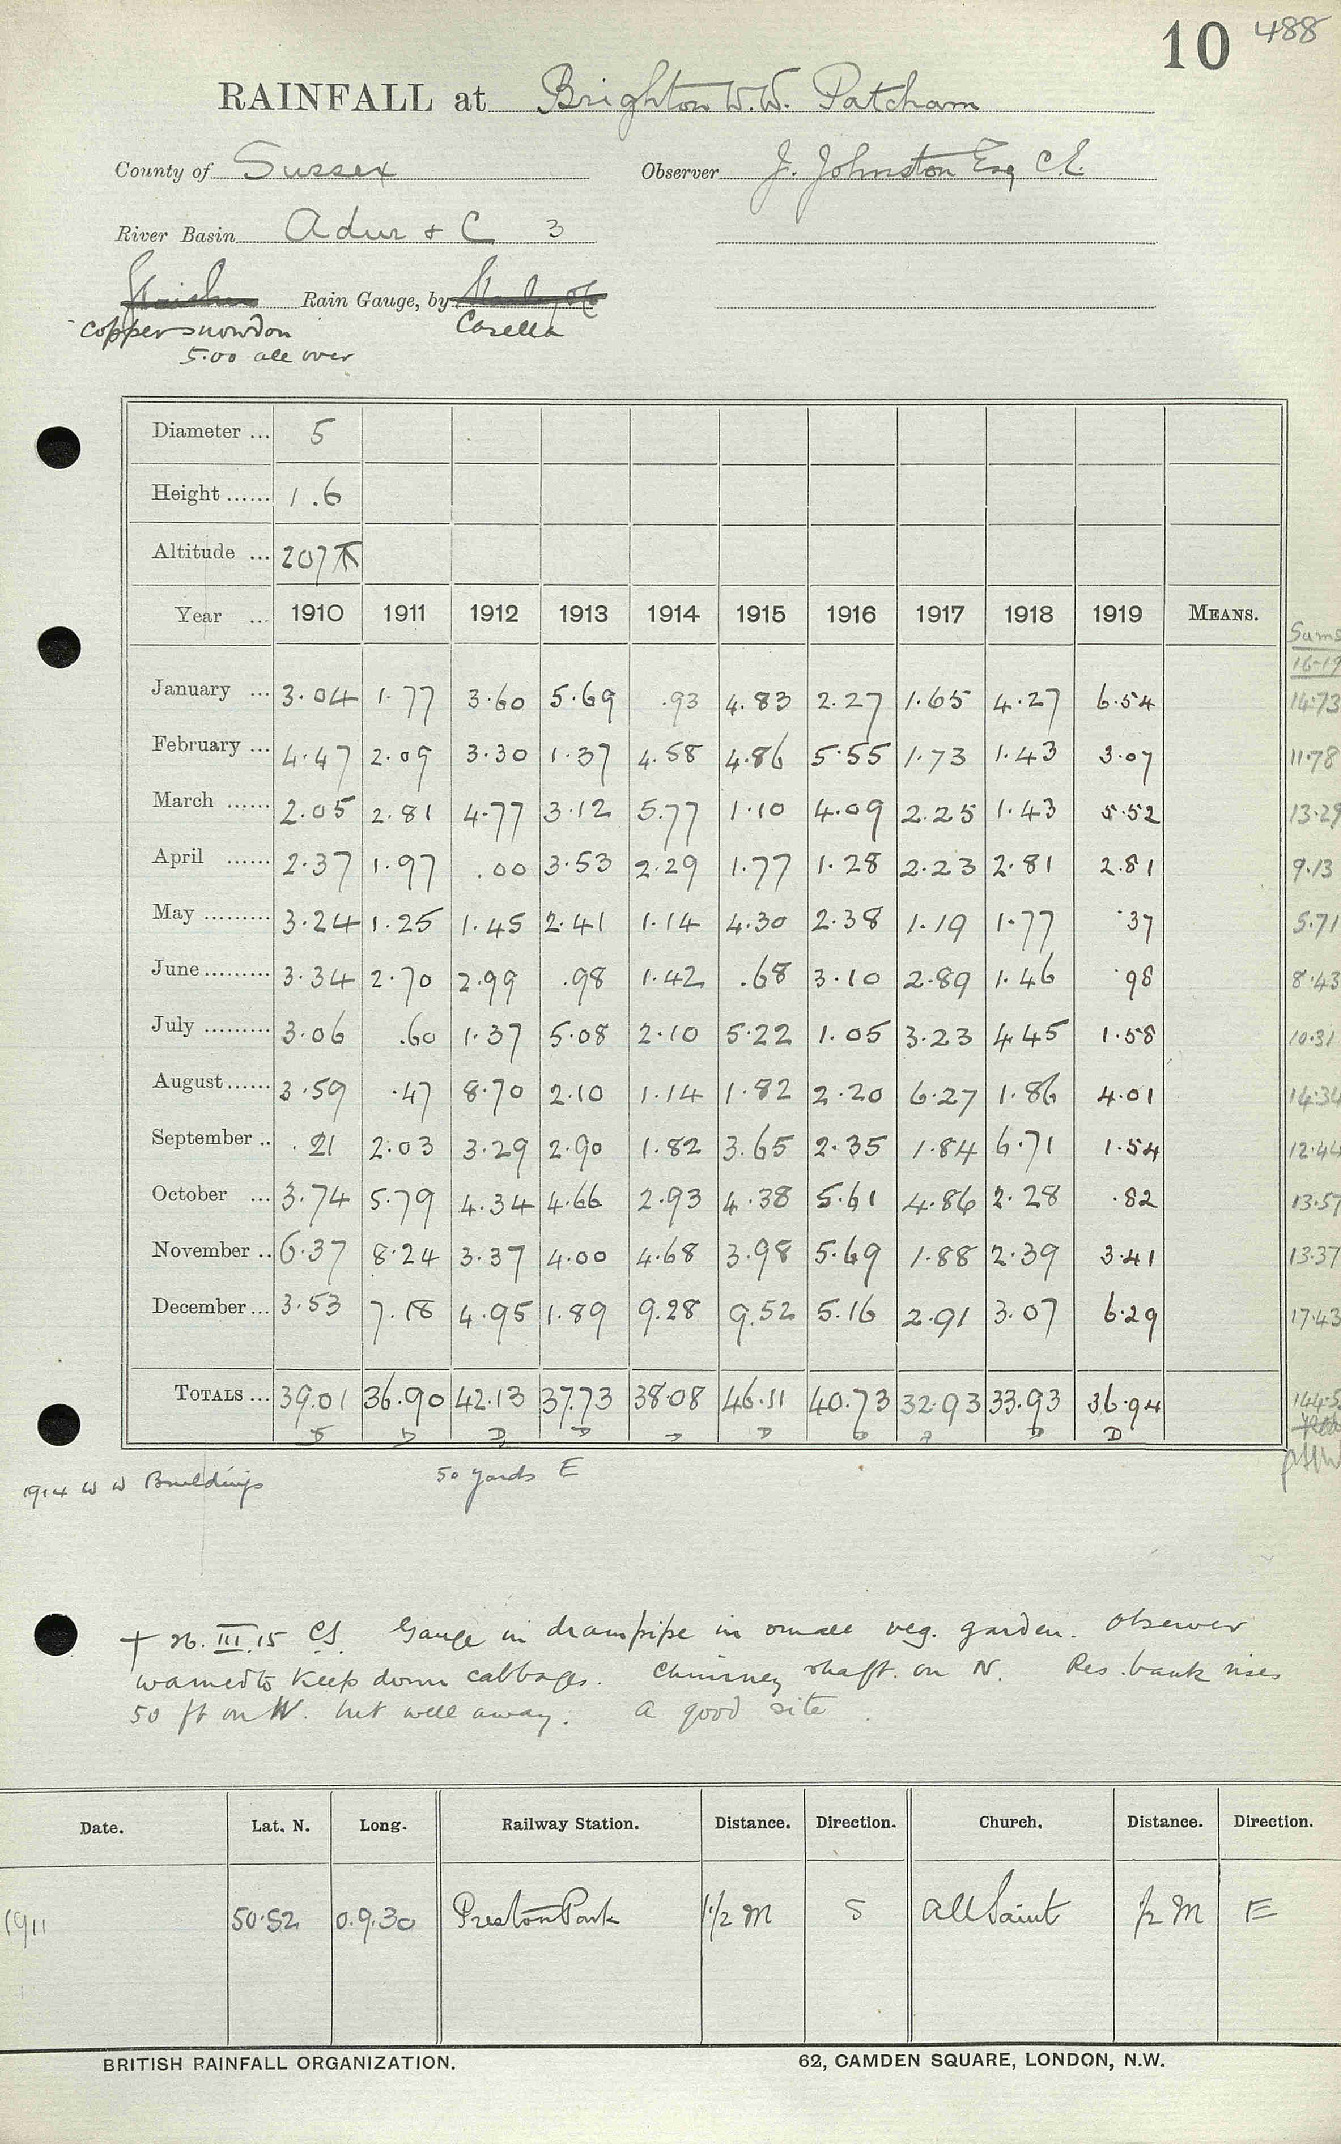 10 488
RAINFALL at Brighton W.W. Patcham
County of Sussex Observer J. Johnston Esq C.E.
River Basin Adur & C 3
Rain Gauge, by
Copper Snowdon Casella
5.00 all over
Diameter ... 5
Height ...... 1.6
Altitude ... 207
Year ... 1910 1911 1912 1913 1914 1915 1916 1917 1918 1919 MEANS. Sums
16-19
January ... 3.04 1.77 3.60 5.69 .93 4.83 2.27 1.65 4.27 6.54 14.73
February ... 4.47 2.09 3.30 1.37 4.58 4.86 5.55 1.73 1.43 3.07 11.78
March ...... 2.05 2.81 4.77 3.12 5.77 1.10 4.09 2.25 1.43 5.52 13.29
April ...... 2.37 1.97 .00 3.53 2.29 1.77 1.28 2.23 2.81 2.81 9.13
May ......... 3.24 1.25 1.45 2.41 1.14 4.30 2.38 1.19 1.77 .37 5.71
June ......... 3.34 2.70 2.99 .98 1.42 .68 3.10 2.89 1.46 .98 8.43
July ......... 3.06 .60 1.37 5.08 2.10 5.22 1.05 3.23 4.45 1.58 10.31
August ...... 3.59 .47 8.70 2.10 1.14 1.82 2.20 6.27 1.86 4.01 14.34
September .. .21 2.03 3.29 2.90 1.82 3.65 2.35 1.84 6.71 1.54 12.44
October ... 3.74 5.79 4.34 4.66 2.93 4.38 5.61 4.86 2.28 .82 13.57
November .. 6.37 8.24 3.37 4.00 4.68 3.98 5.69 1.88 2.39 3.41 13.37
December ... 3.53 7.18 4.95 1.89 9.28 9.52 5.16 2.91 3.07 6.29 17.43
TOTALS ... 39.01 36.90 42.13 37.73 38.08 46.11 40.73 32.93 33.93 36.94 144.5
1914 W W Buildings 50 yards E
+ 26.III.15 CS. Gauge in drainpipe in small veg. garden. Observer
warned to keep down cabbages. Chimney shaft on N. Res. bank rises
50 ft on W. but well away. A good site.
Date. Lat. N. Long. Railway Station. Distance. Direction. Church. Distance. Direction.
1911 50.52 0.9.30 Preston Park 1½ M S All Saint ½ M E
BRITISH RAINFALL ORGANIZATION. 62, CAMDEN SQUARE, LONDON, N.W.